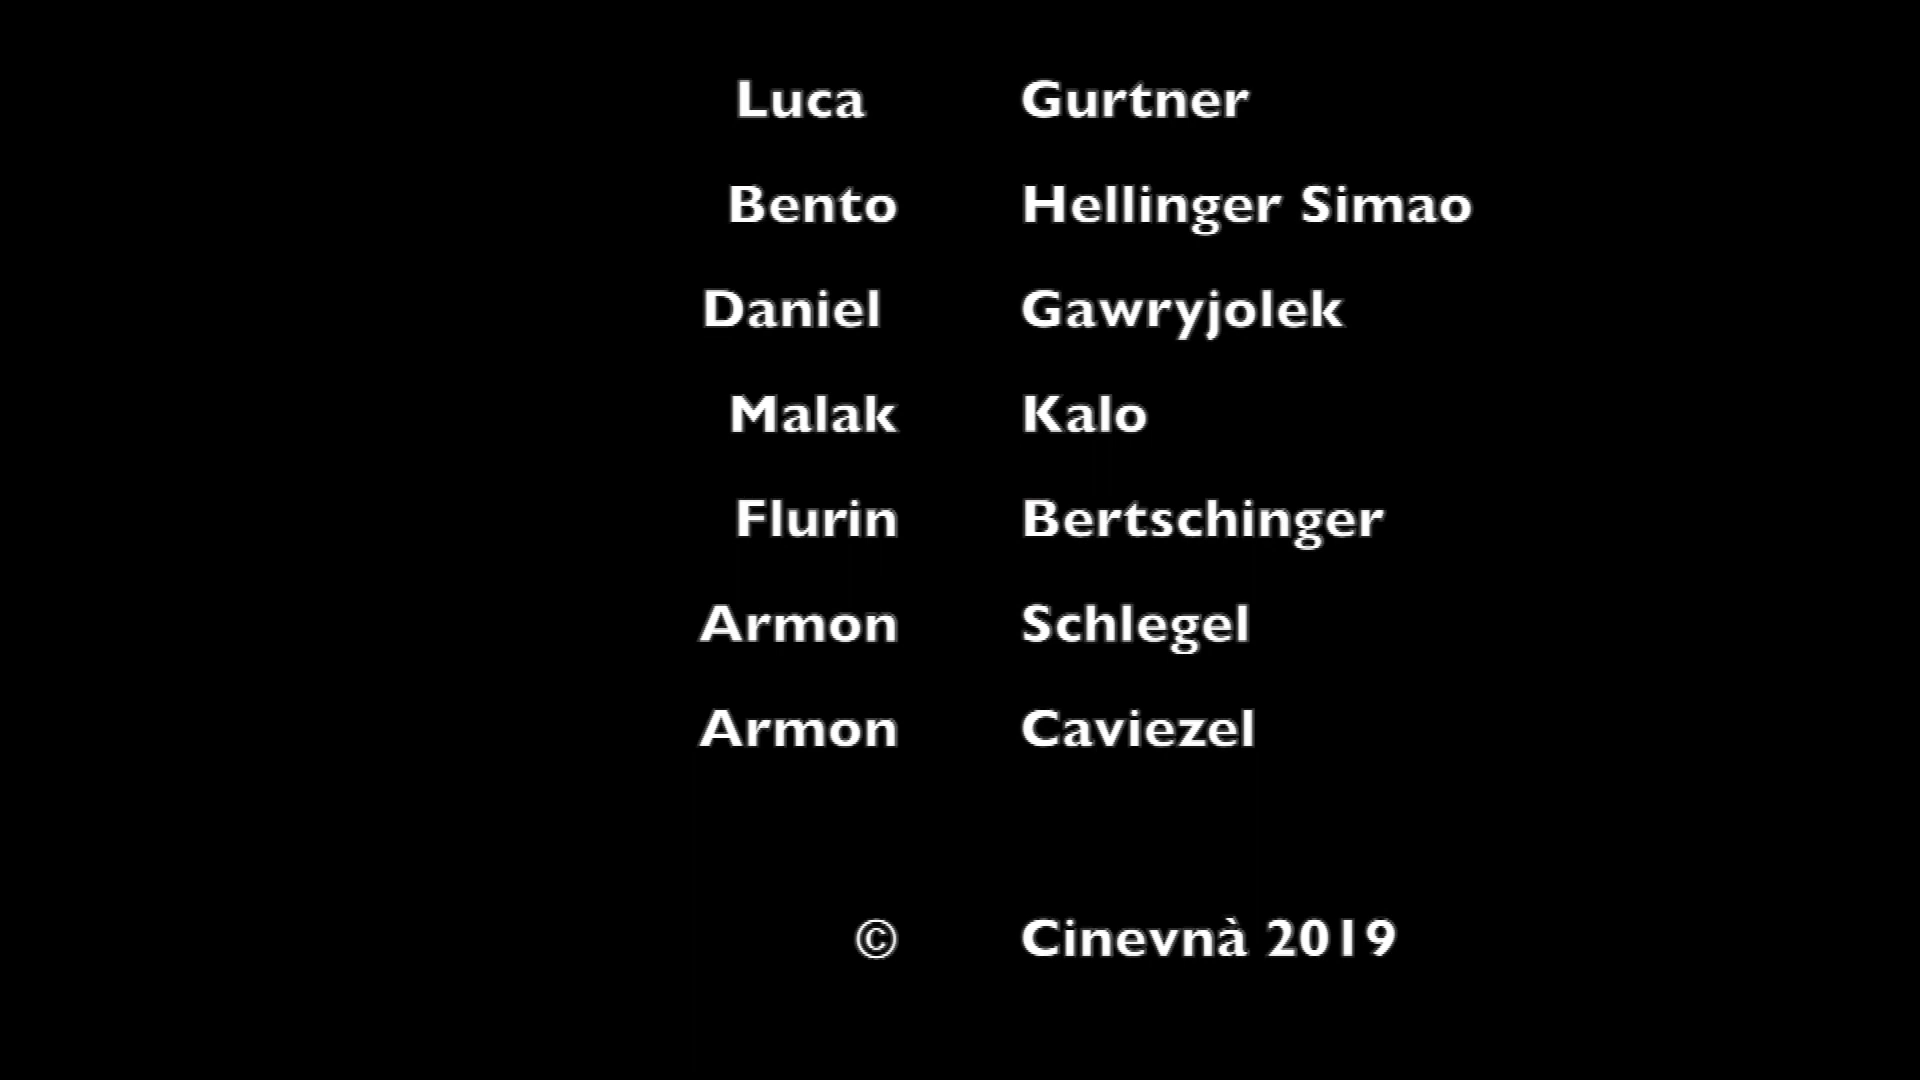 Luca Gurtner
Bento Hellinger Simao
Daniel Gawryjolek
Malak Kalo
Flurin Bertschinger
Armon Schlegel
Armon Caviezel
© Cinevnà 2019